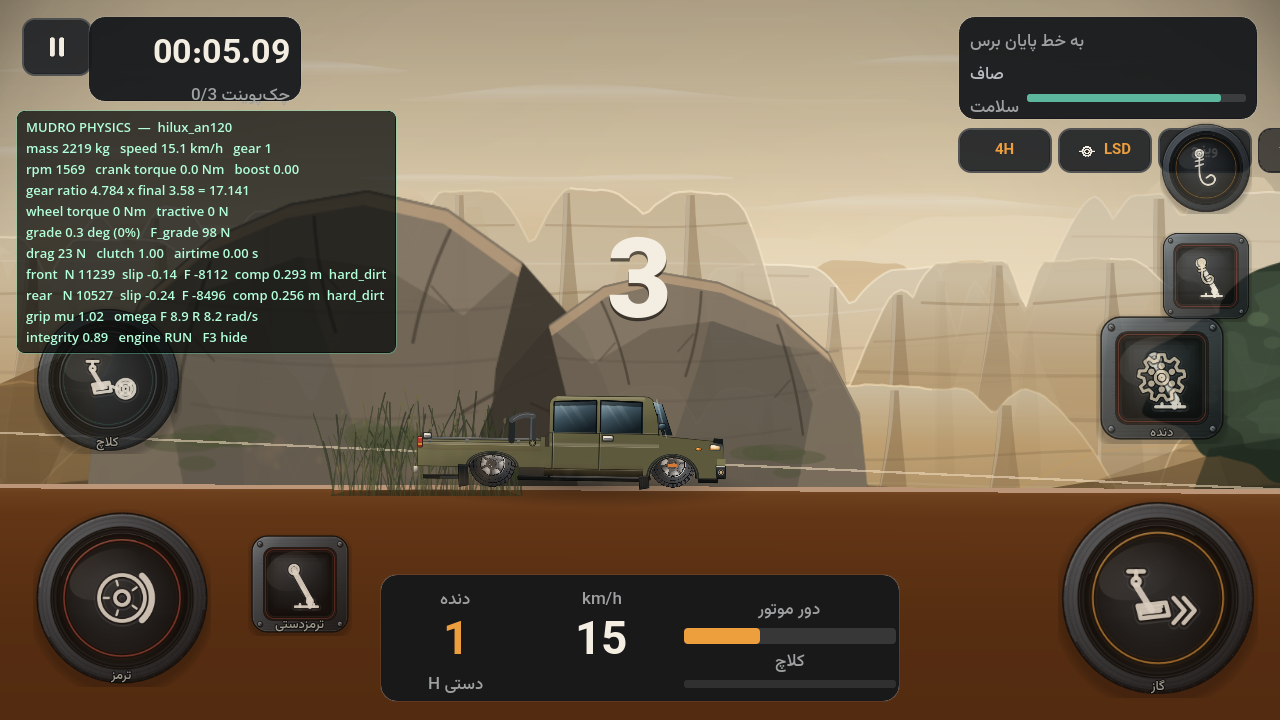 00:05.09
چک‌پوینت 0/3
به خط پایان برس
صاف
سلامت
4H
LSD
وینچ
MUDRO PHYSICS — hilux_an120
mass 2219 kg speed 15.1 km/h gear 1
rpm 1569 crank torque 0.0 Nm boost 0.00
gear ratio 4.784 x final 3.58 = 17.141
wheel torque 0 Nm tractive 0 N
grade 0.3 deg (0%) F_grade 98 N
drag 23 N clutch 1.00 airtime 0.00 s
front N 11239 slip -0.14 F -8112 comp 0.293 m hard_dirt
rear N 10527 slip -0.24 F -8496 comp 0.256 m hard_dirt
grip mu 1.02 omega F 8.9 R 8.2 rad/s
integrity 0.89 engine RUN F3 hide
3
کلاچ
دنده
ترمز
ترمزدستی
دنده
1
دستی H
km/h
15
دور موتور
کلاچ
گاز